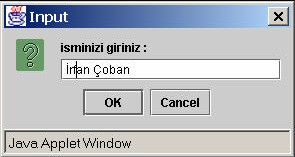 Input
isminizi giriniz :
İrfan Çoban
OK Cancel
Java Applet Window